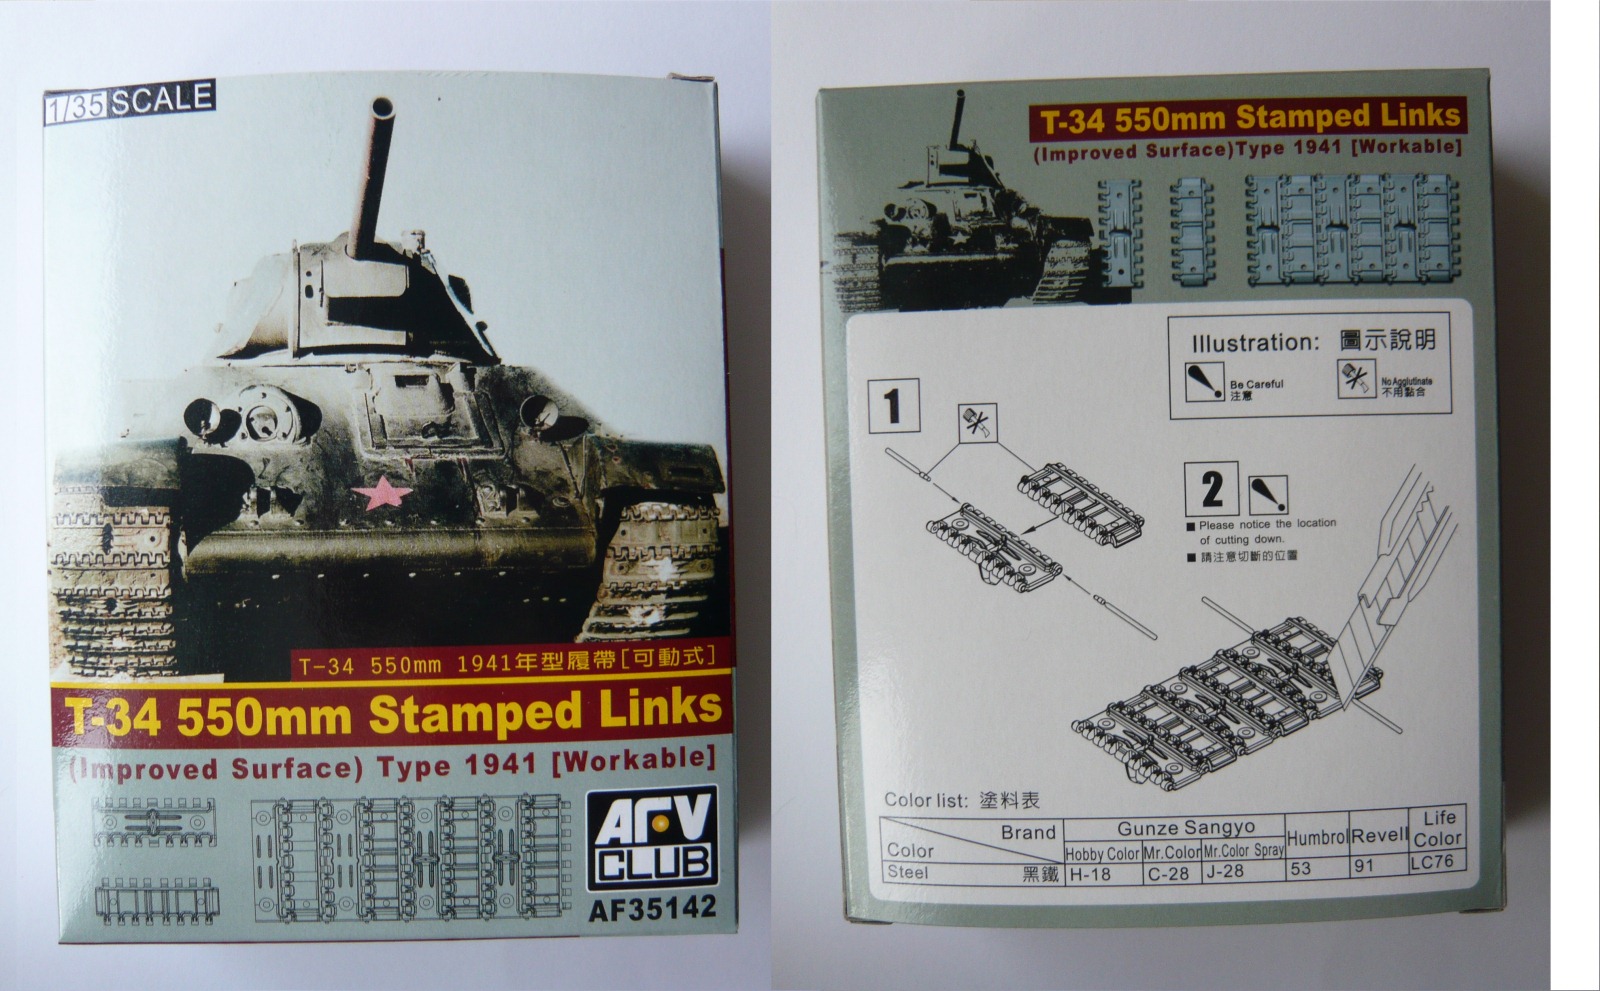 1/35 SCALE
T-34 550mm 1941年型履帶[可動式]
T-34 550mm Stamped Links
(Improved Surface) Type 1941 [Workable]
AFV
CLUB
AF35142
T-34 550mm Stamped Links
(Improved Surface)Type 1941 [Workable]
Illustration: 圖示說明
Be Careful
注意
No Agglutinate
不用黏合
1
2
■ Please notice the location
of cutting down.
■ 請注意切斷的位置
Color list: 塗料表
Brand
Color
Gunze Sangyo
Humbrol
Revell
Life
Color
Hobby Color
Mr.Color
Mr.Color Spray
Steel 黑鐵 H-18 C-28 J-28 53 91 LC76